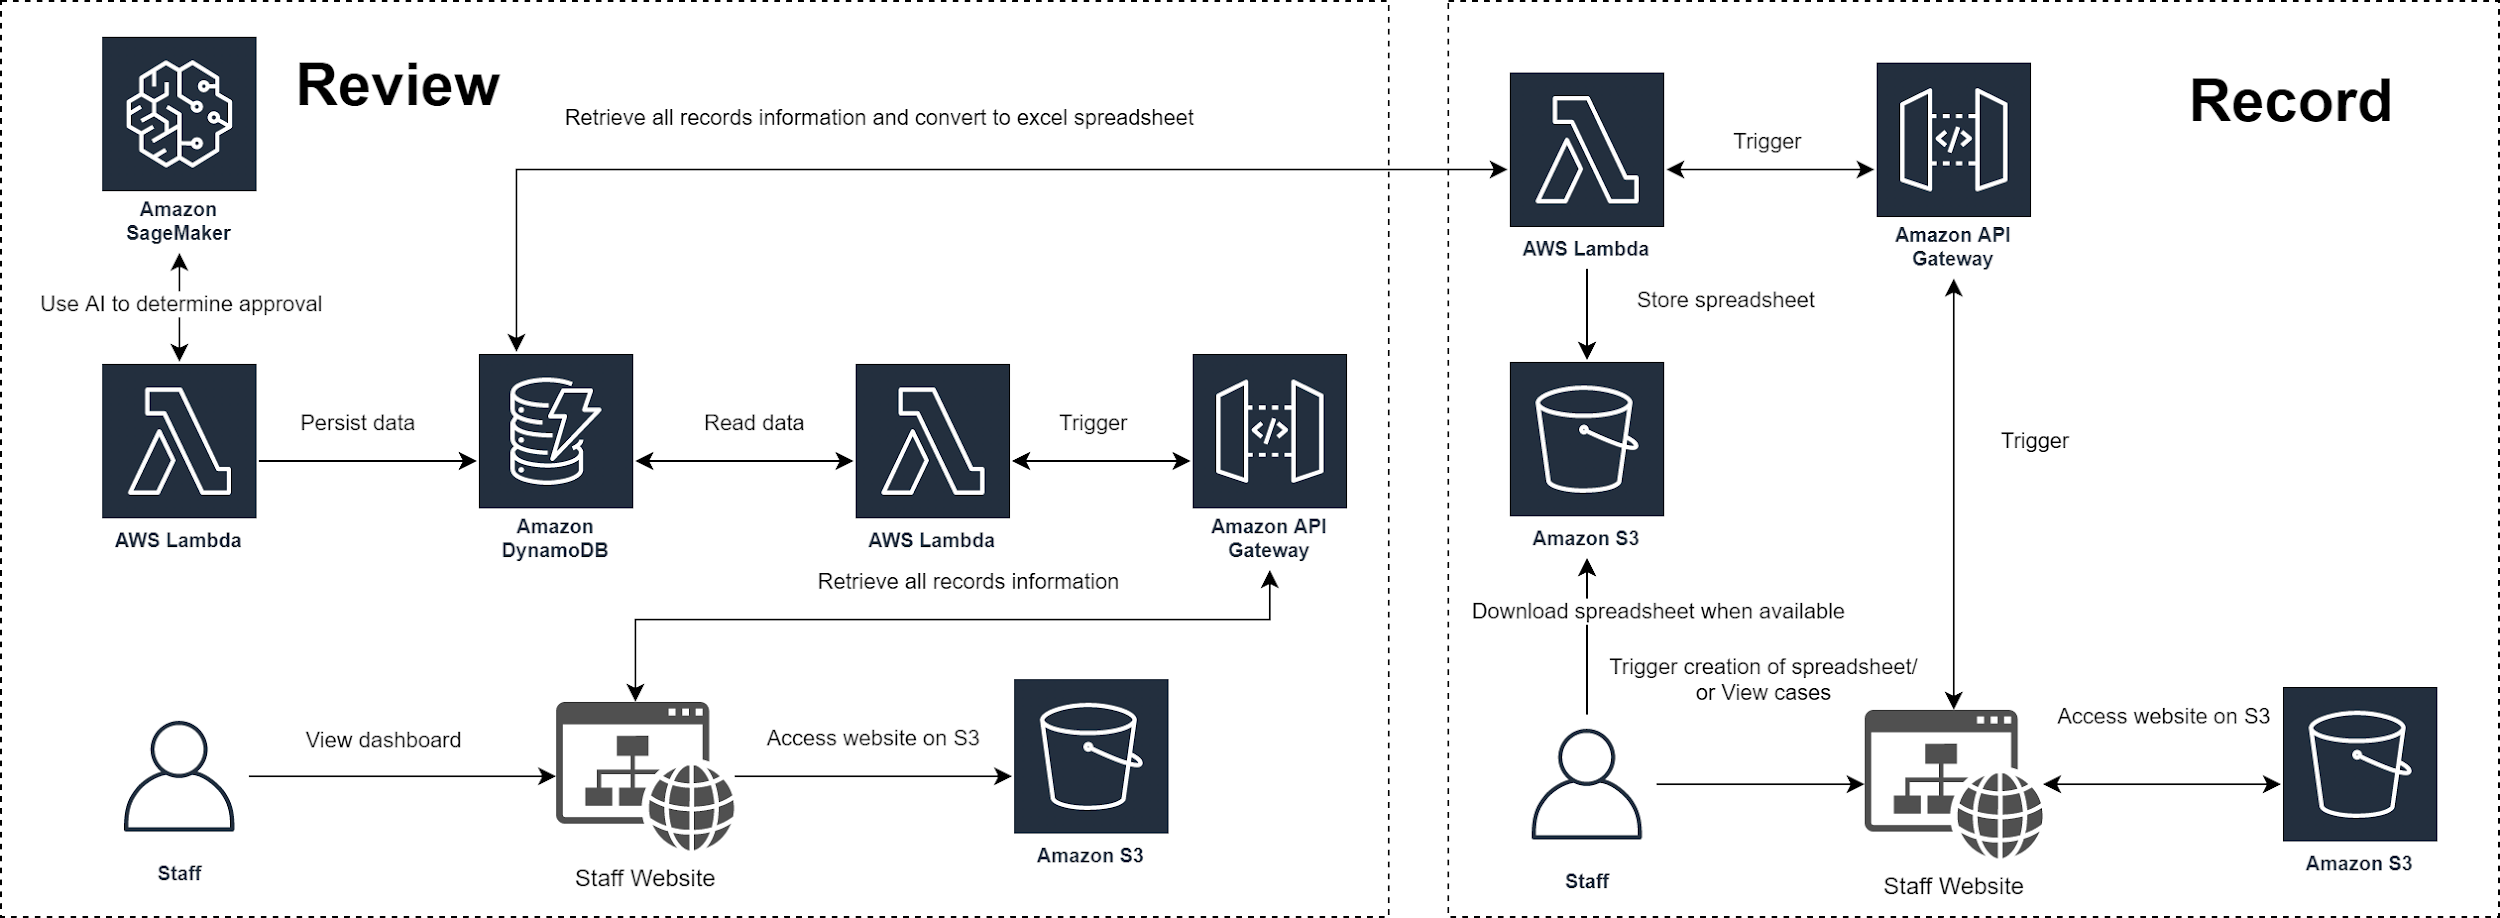 Review
Record
Retrieve all records information and convert to excel spreadsheet
Trigger
Amazon
SageMaker
AWS Lambda
Amazon API
Gateway
Use AI to determine approval
Store spreadsheet
Persist data
Read data
Trigger
Trigger
AWS Lambda
Amazon
DynamoDB
AWS Lambda
Amazon API
Gateway
Amazon S3
Retrieve all records information
Download spreadsheet when available
Trigger creation of spreadsheet/
or View cases
View dashboard
Access website on S3
Access website on S3
Staff
Staff Website
Amazon S3
Staff
Staff Website
Amazon S3